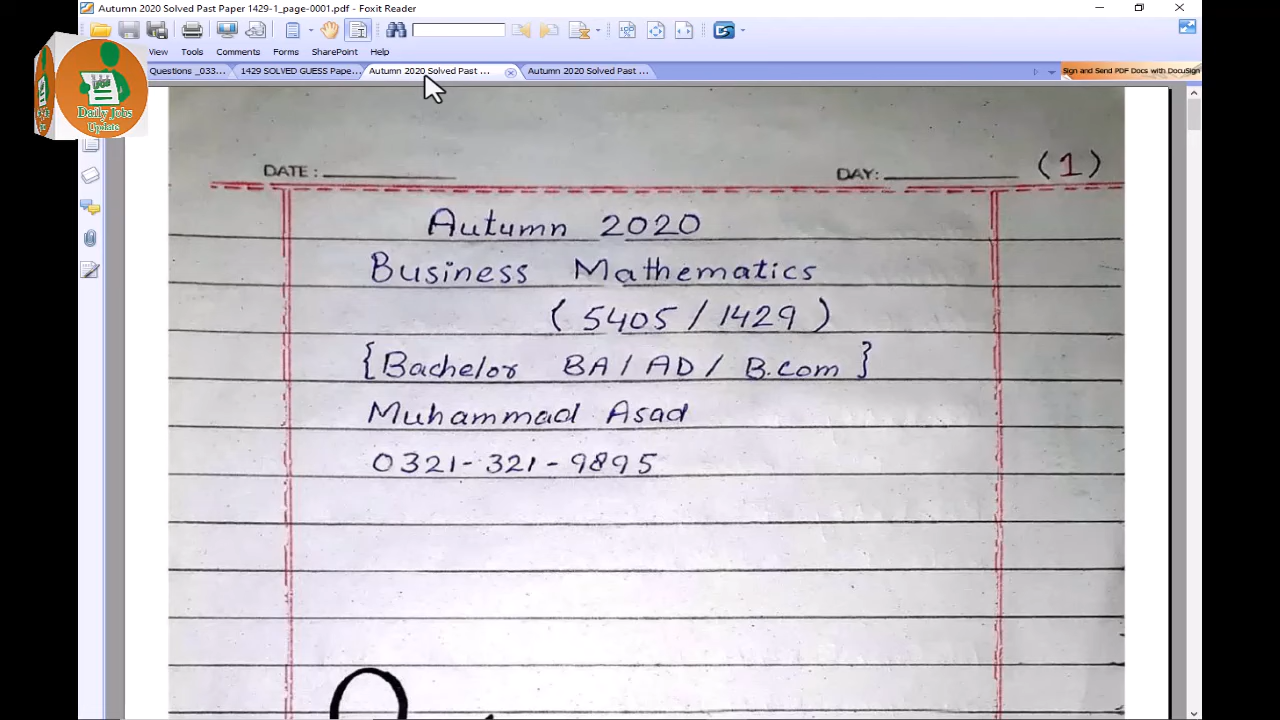 Autumn 2020 Solved Past Paper 1429-1_page-0001.pdf - Foxit Reader
View Tools Comments Forms SharePoint Help
Questions _033... 1429 SOLVED GUESS Pape... Autumn 2020 Solved Past ... Autumn 2020 Solved Past ...
Sign and Send PDF Docs with DocuSign
Daily Jobs
Update
DATE : DAY: (1)
Autumn 2020
Business Mathematics
( 5405 / 1429 )
{Bachelor BA / AD / B.Com }
Muhammad Asad
0321-321-9895